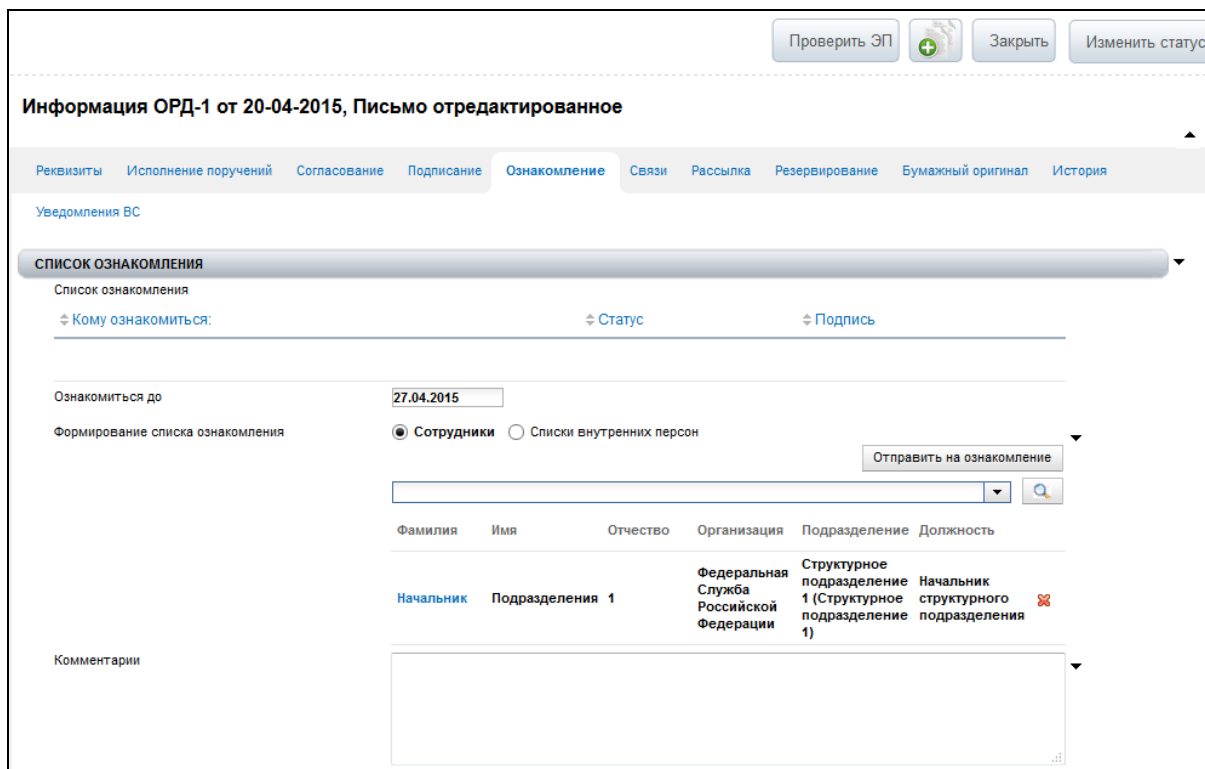 Проверить ЭП
Закрыть
Изменить статус
Информация ОРД-1 от 20-04-2015, Письмо отредактированное
Реквизиты Исполнение поручений Согласование Подписание Ознакомление Связи Рассылка Резервирование Бумажный оригинал История
Уведомления ВС
СПИСОК ОЗНАКОМЛЕНИЯ
Список ознакомления
Кому ознакомиться: Статус Подпись
Ознакомиться до 27.04.2015
Формирование списка ознакомления Сотрудники Списки внутренних персон
Отправить на ознакомление
Фамилия Имя Отчество Организация Подразделение Должность
Начальник Подразделения 1
Федеральная
Служба
Российской
Федерации
Структурное
подразделение
1 (Структурное
подразделение
1)
Начальник
структурного
подразделения
Комментарии